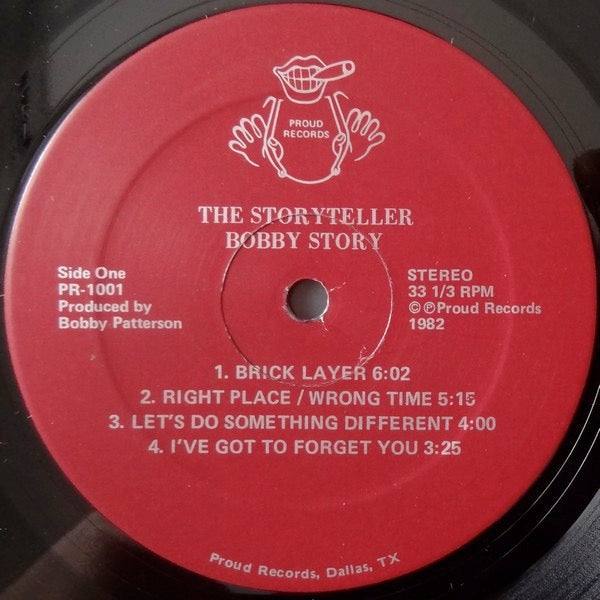 PROUD
RECORDS
THE STORYTELLER
BOBBY STORY
Side One
PR-1001
Produced by
Bobby Patterson
STEREO
33 1/3 RPM
©℗Proud Records
1982
1. BRICK LAYER 6:02
2. RIGHT PLACE / WRONG TIME 5:15
3. LET'S DO SOMETHING DIFFERENT 4:00
4. I'VE GOT TO FORGET YOU 3:25
Proud Records, Dallas, TX